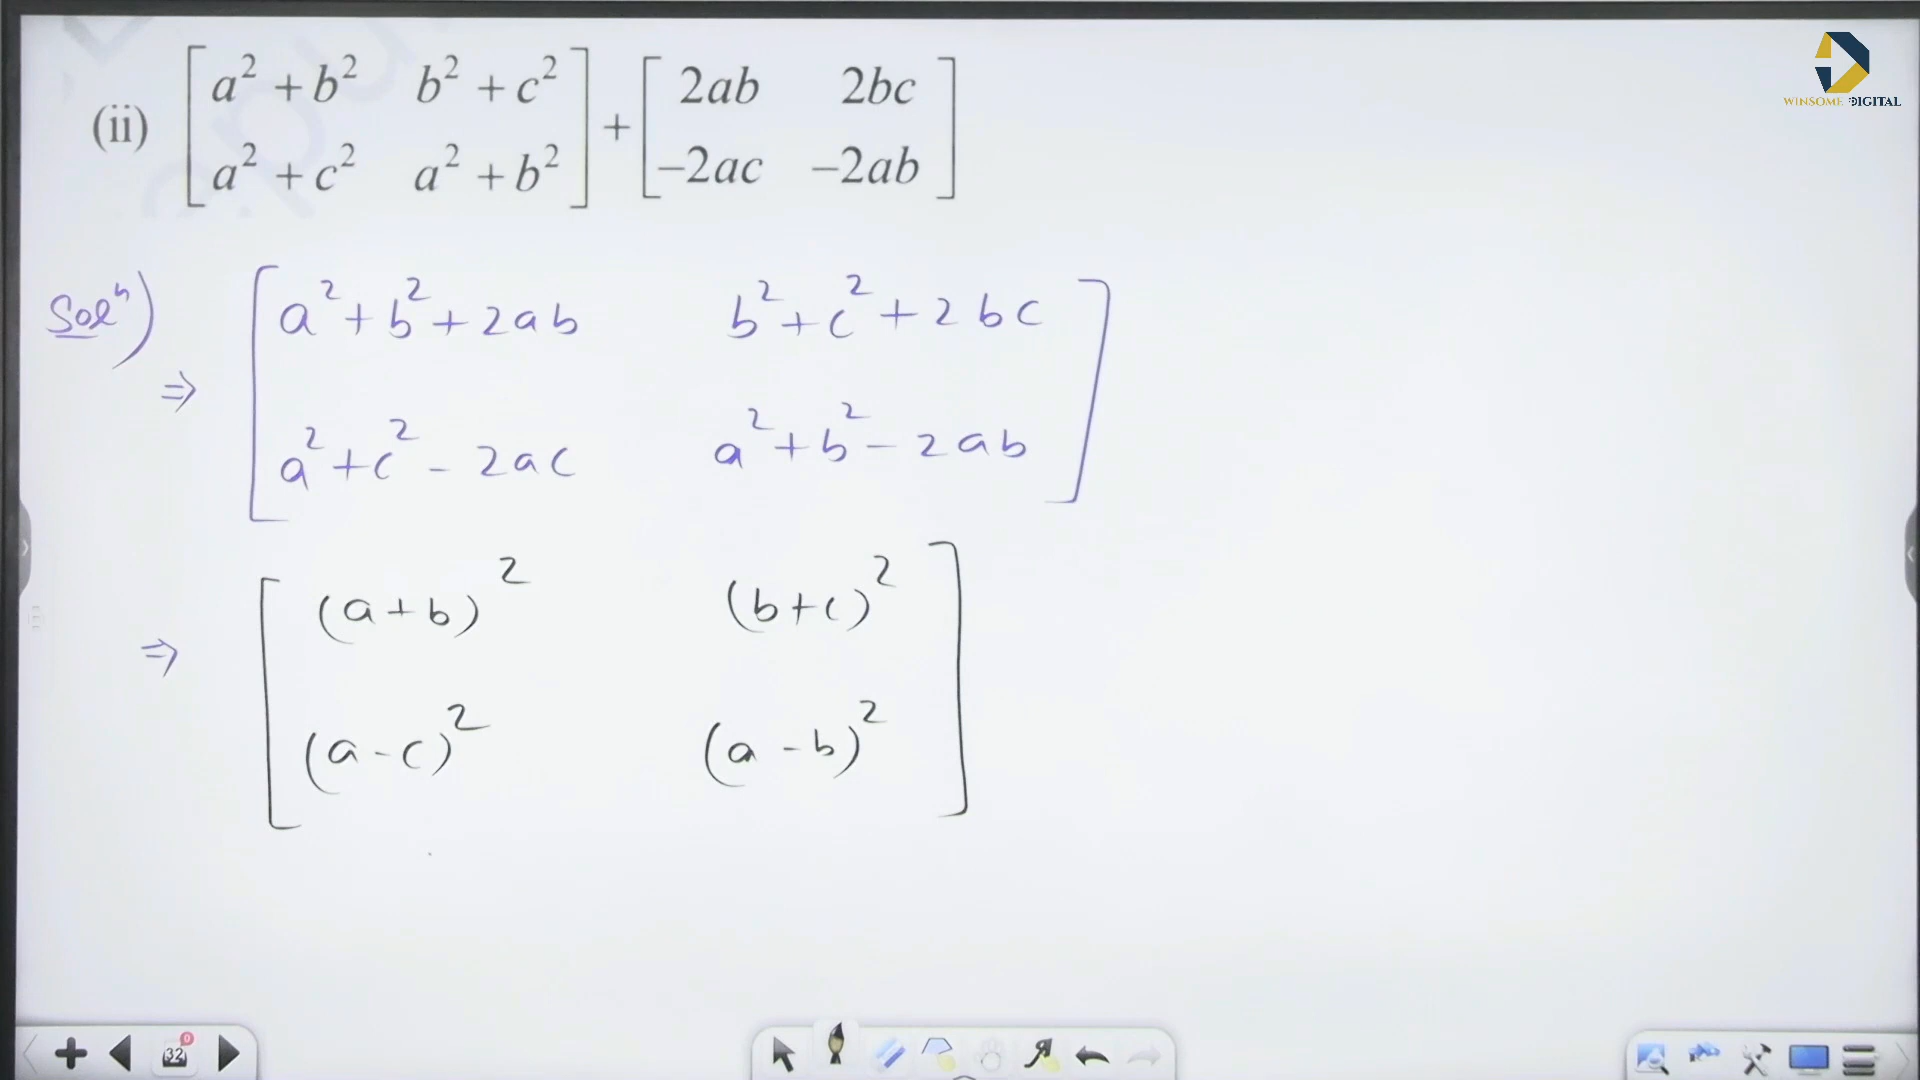 WINSOME DIGITAL
(ii) [a² + b² b² + c²] + [2ab 2bc]
[a² + c² a² + b²] [–2ac –2ab]
Solⁿ)
⇒ [a² + b² + 2ab b² + c² + 2bc]
[a² + c² - 2ac a² + b² - 2ab]
⇒ [(a+b)² (b+c)²]
[(a-c)² (a-b)²]
32 0